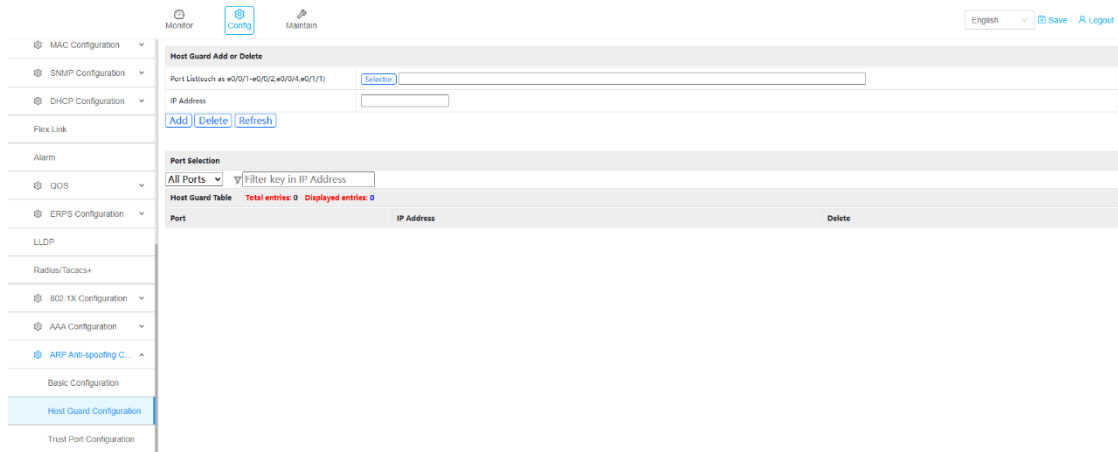 Monitor
Config
Maintain
English
Save
Logout
MAC Configuration
SNMP Configuration
DHCP Configuration
Flex Link
Alarm
QOS
ERPS Configuration
LLDP
Radius/Tacacs+
802.1X Configuration
AAA Configuration
ARP Anti-spoofing C...
Basic Configuration
Host Guard Configuration
Trust Port Configuration
Host Guard Add or Delete
Port List(such as e0/0/1-e0/0/2,e0/0/4,e0/1/1) Selector
IP Address
Add Delete Refresh
Port Selection
All Ports Filter key in IP Address
Host Guard Table Total entries: 0 Displayed entries: 0
Port IP Address Delete